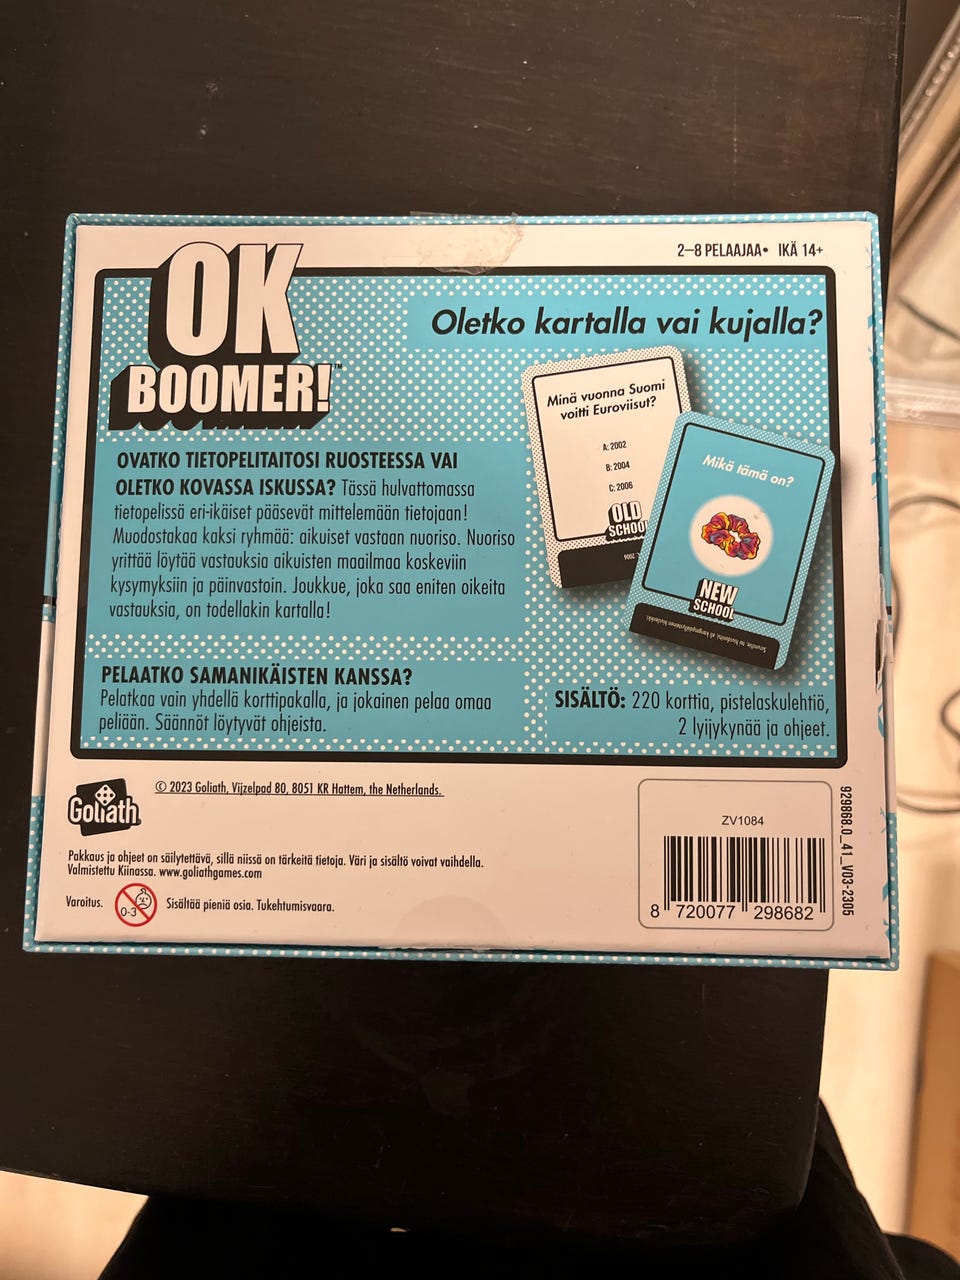 OK
BOOMER!™
2–8 PELAAJAA• IKÄ 14+
Oletko kartalla vai kujalla?
OVATKO TIETOPELITAITOSI RUOSTEESSA VAI
OLETKO KOVASSA ISKUSSA? Tässä hulvattomassa
tietopelissä eri-ikäiset pääsevät mittelemään tietojaan!
Muodostakaa kaksi ryhmää: aikuiset vastaan nuoriso. Nuoriso
yrittää löytää vastauksia aikuisten maailmaa koskeviin
kysymyksiin ja päinvastoin. Joukkue, joka saa eniten oikeita
vastauksia, on todellakin kartalla!
Minä vuonna Suomi
voitti Euroviisut?
A: 2002
B: 2004
C: 2006
OLD
SCHOOL
C: 2006
Mikä tämä on?
NEW
SCHOOL
PELAATKO SAMANIKÄISTEN KANSSA?
Pelatkaa vain yhdellä korttipakalla, ja jokainen pelaa omaa
peliään. Säännöt löytyvät ohjeista.
SISÄLTÖ: 220 korttia, pistelaskulehtiö,
2 lyijykynää ja ohjeet.
Goliath
© 2023 Goliath, Vijzelpad 80, 8051 KR Hattem, the Netherlands.
Pakkaus ja ohjeet on säilytettävä, sillä niissä on tärkeitä tietoja. Väri ja sisältö voivat vaihdella.
Valmistettu Kiinassa. www.goliathgames.com
Varoitus.
0-3
Sisältää pieniä osia. Tukehtumisvaara.
ZV1084
8 720077 298682
929868.0_41_V03-2305